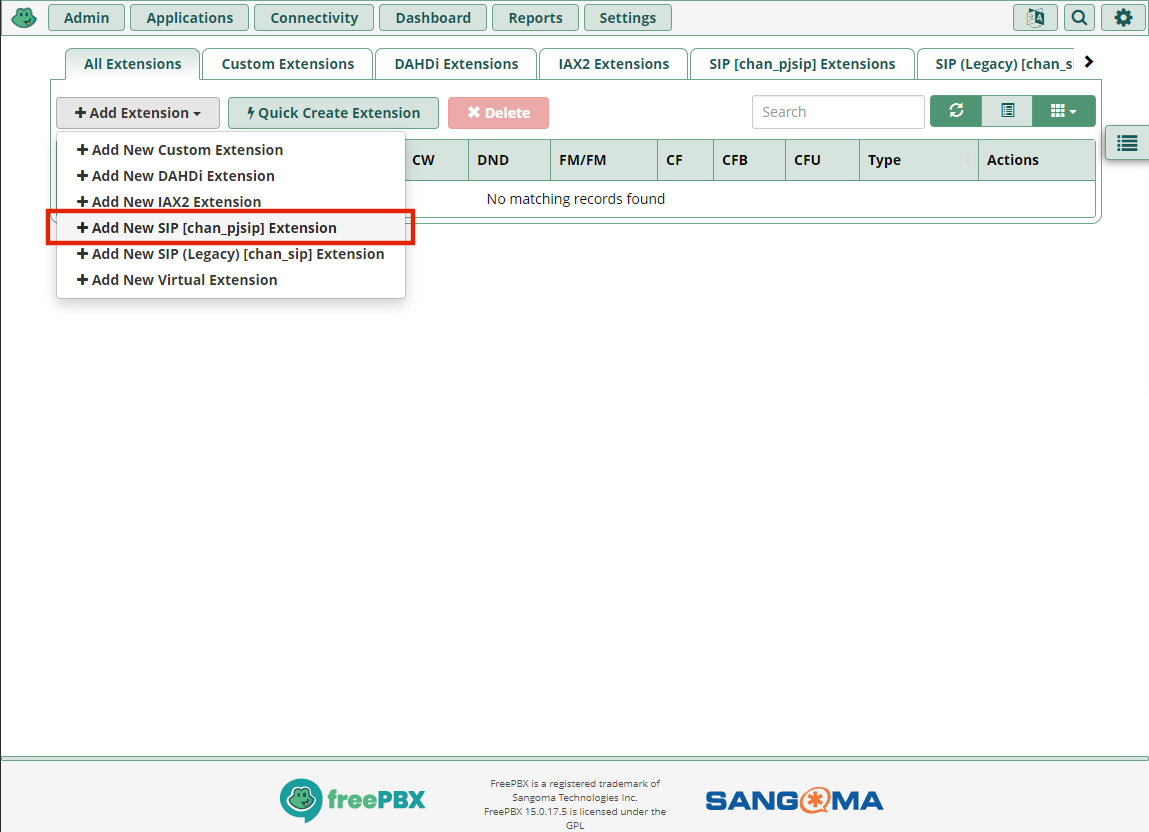 Admin
Applications
Connectivity
Dashboard
Reports
Settings
All Extensions
Custom Extensions
DAHDi Extensions
IAX2 Extensions
SIP [chan_pjsip] Extensions
SIP (Legacy) [chan_s
Add Extension
Quick Create Extension
Delete
Search
CW
DND
FM/FM
CF
CFB
CFU
Type
Actions
No matching records found
Add New Custom Extension
Add New DAHDi Extension
Add New IAX2 Extension
Add New SIP [chan_pjsip] Extension
Add New SIP (Legacy) [chan_sip] Extension
Add New Virtual Extension
freePBX
FreePBX is a registered trademark of
Sangoma Technologies Inc.
FreePBX 15.0.17.5 is licensed under the
GPL
SANGOMA